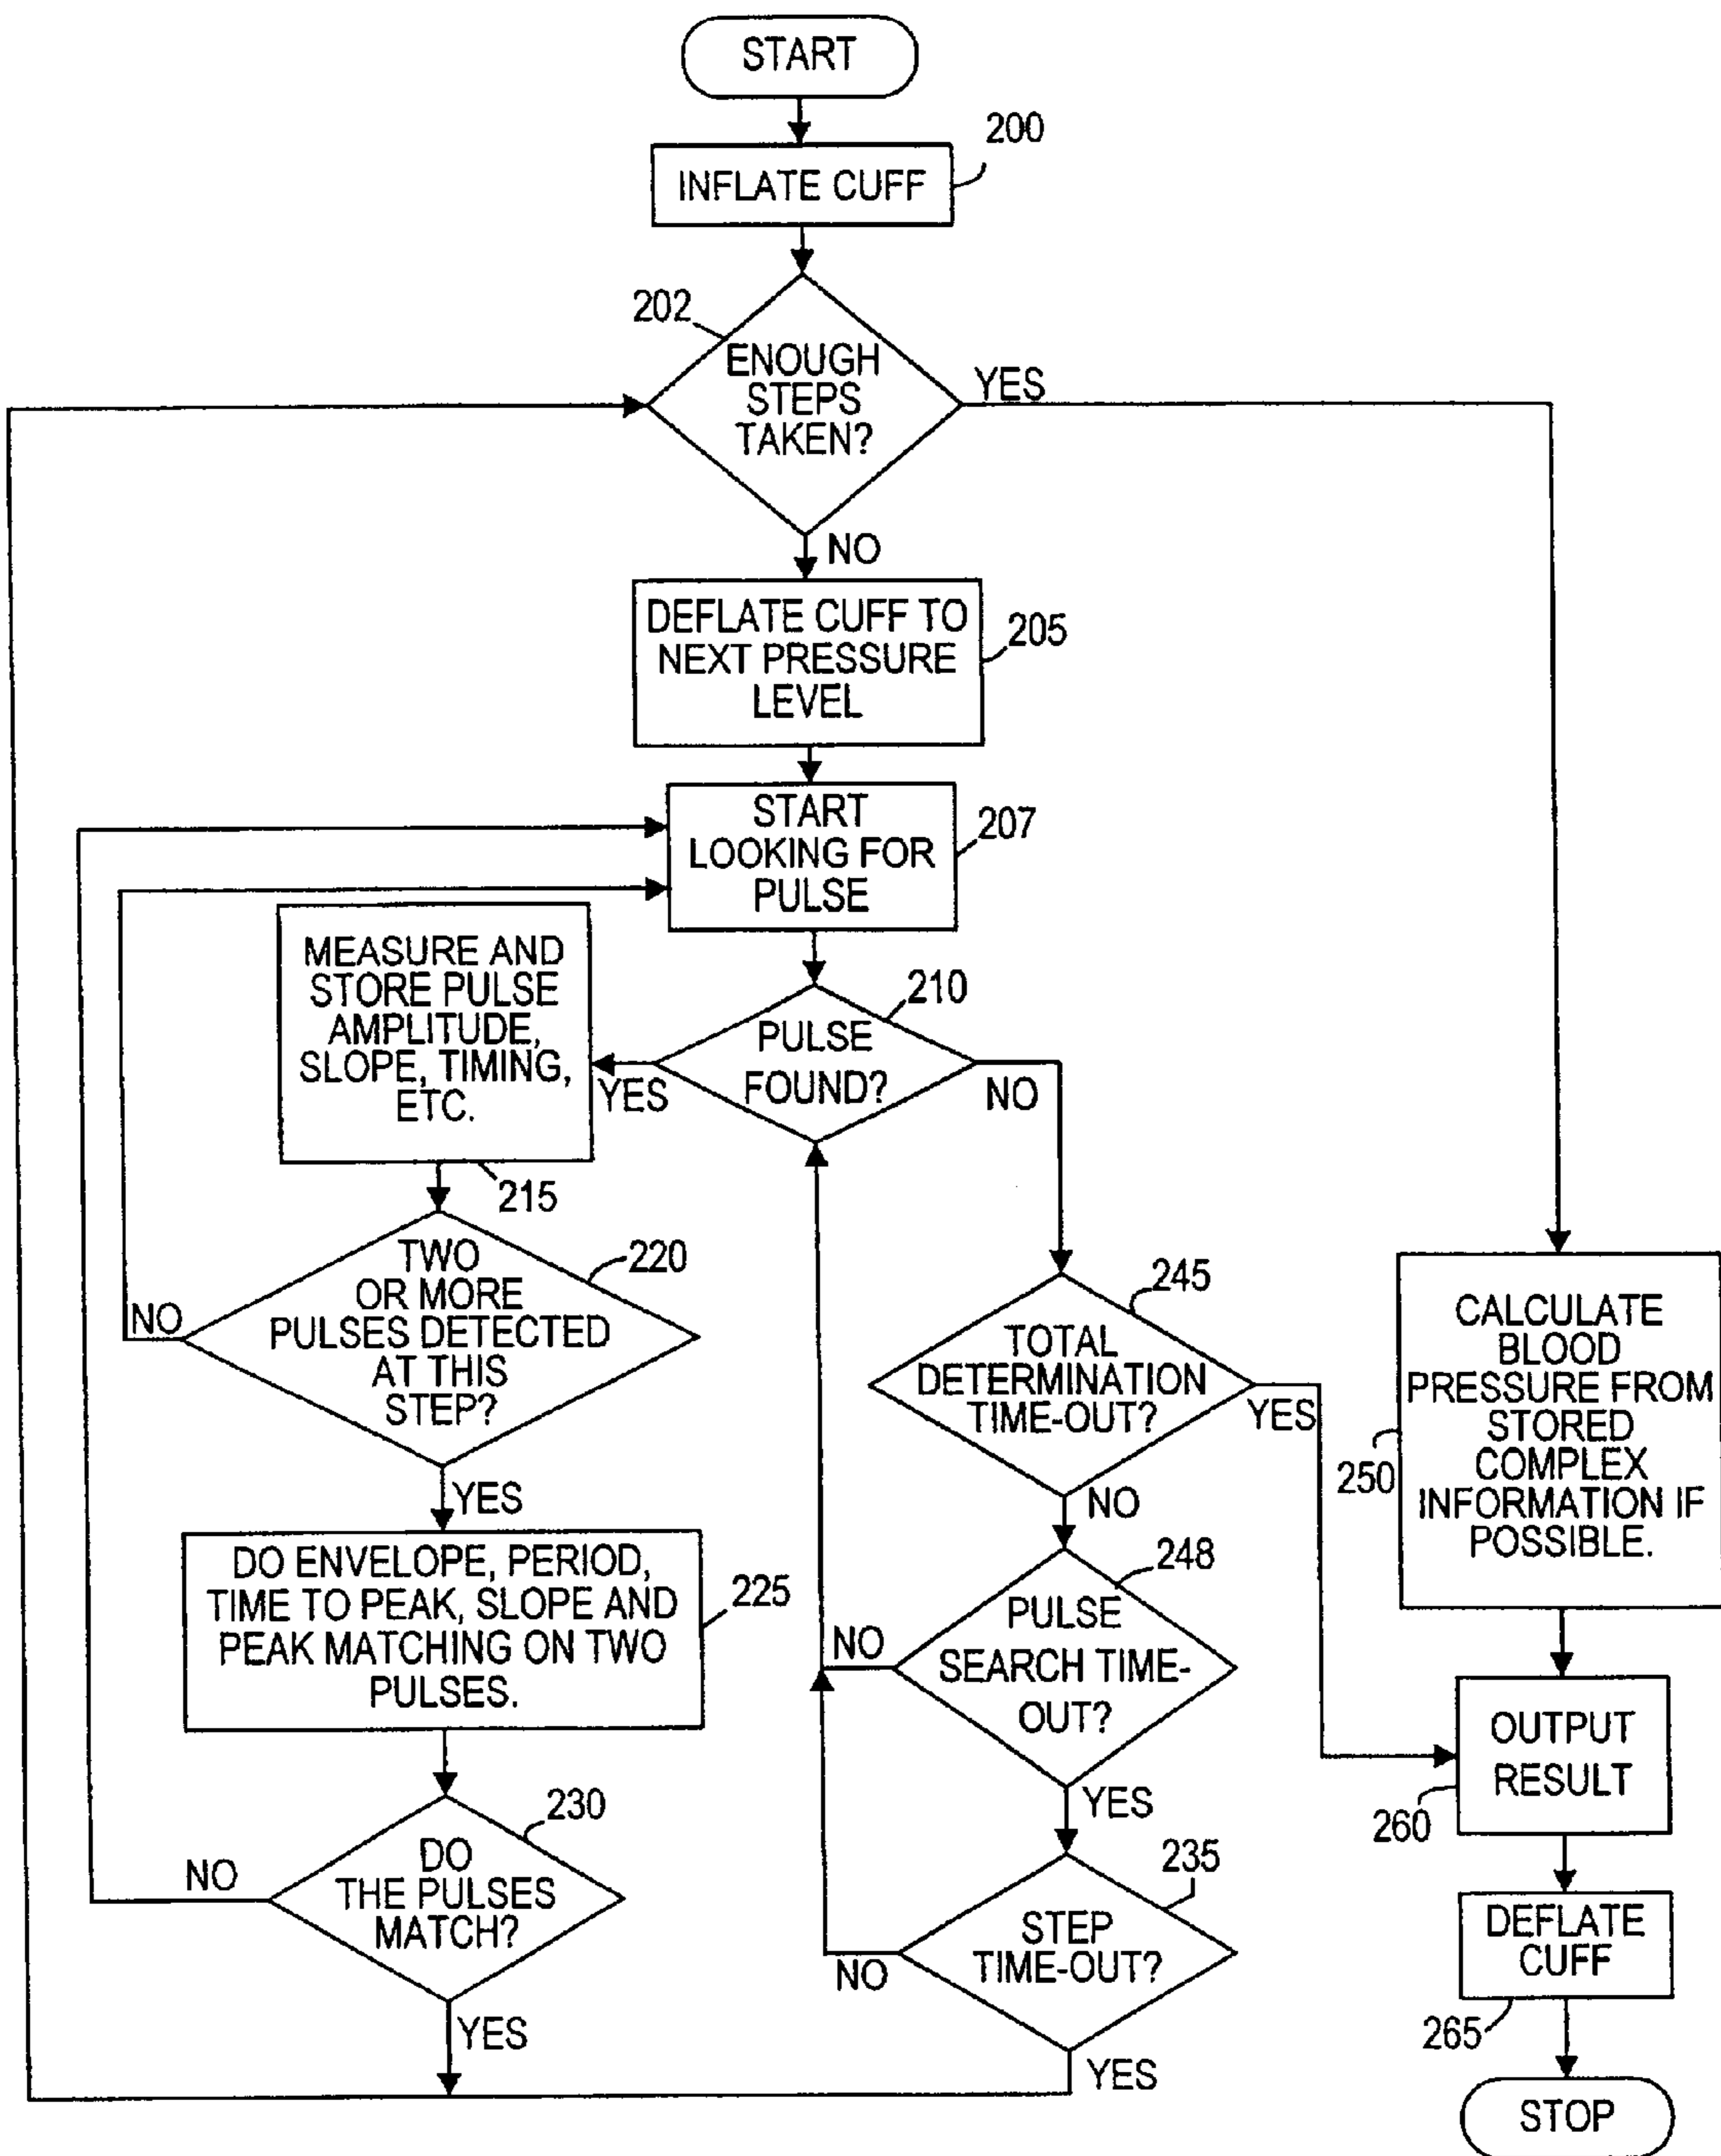 START
200
INFLATE CUFF
202
ENOUGH
STEPS
TAKEN?
YES
NO
DEFLATE CUFF TO
NEXT PRESSURE
LEVEL
205
START
LOOKING FOR
PULSE
207
MEASURE AND
STORE PULSE
AMPLITUDE,
SLOPE, TIMING,
ETC.
215
210
PULSE
FOUND?
YES
NO
TWO
OR MORE
PULSES DETECTED
AT THIS
STEP?
220
NO
YES
245
TOTAL
DETERMINATION
TIME-OUT?
YES
NO
CALCULATE
BLOOD
PRESSURE FROM
STORED
COMPLEX
INFORMATION IF
POSSIBLE.
250
DO ENVELOPE, PERIOD,
TIME TO PEAK, SLOPE AND
PEAK MATCHING ON TWO
PULSES.
225
248
PULSE
SEARCH TIME-
OUT?
NO
YES
OUTPUT
RESULT
260
230
DO
THE PULSES
MATCH?
NO
YES
235
STEP
TIME-OUT?
NO
YES
DEFLATE
CUFF
265
STOP